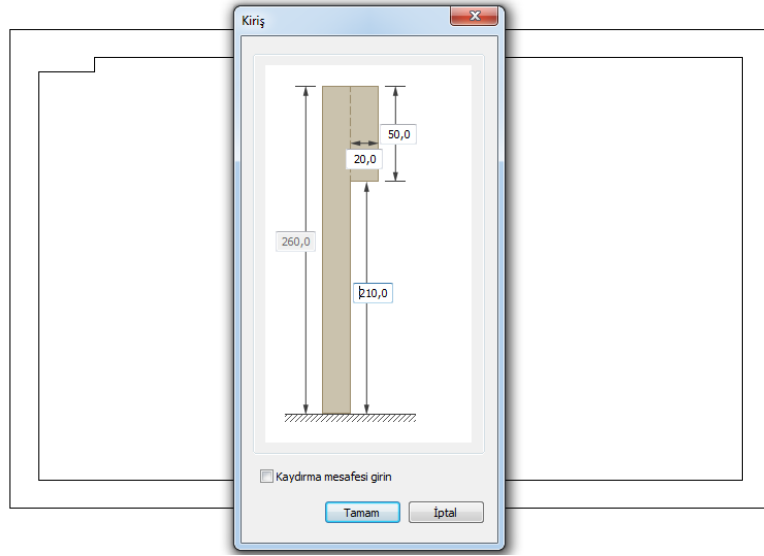 Kiriş
50,0
20,0
260,0
210,0
Kaydırma mesafesi girin
Tamam
İptal